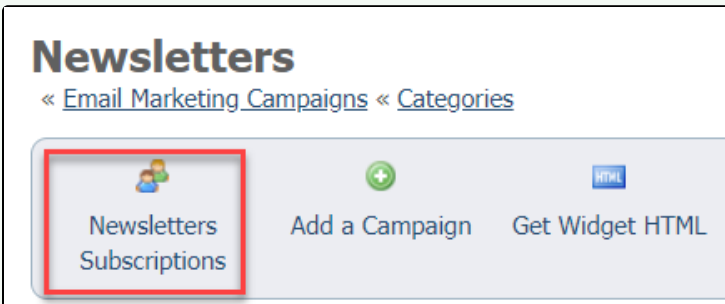 Newsletters
« Email Marketing Campaigns « Categories
HTML
Newsletters Add a Campaign Get Widget HTML
Subscriptions